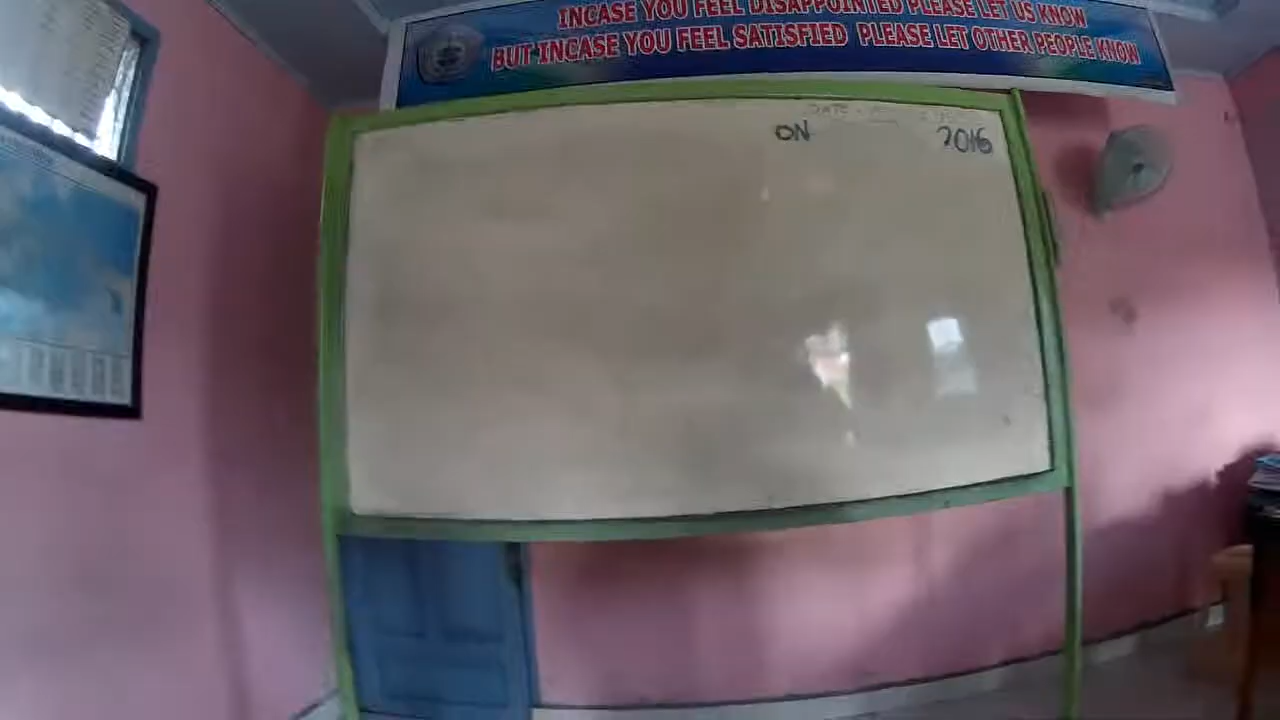 INCASE YOU FEEL DISAPPOINTED PLEASE LET US KNOW
BUT INCASE YOU FEEL SATISFIED PLEASE LET OTHER PEOPLE KNOW
DATE
ON 2016